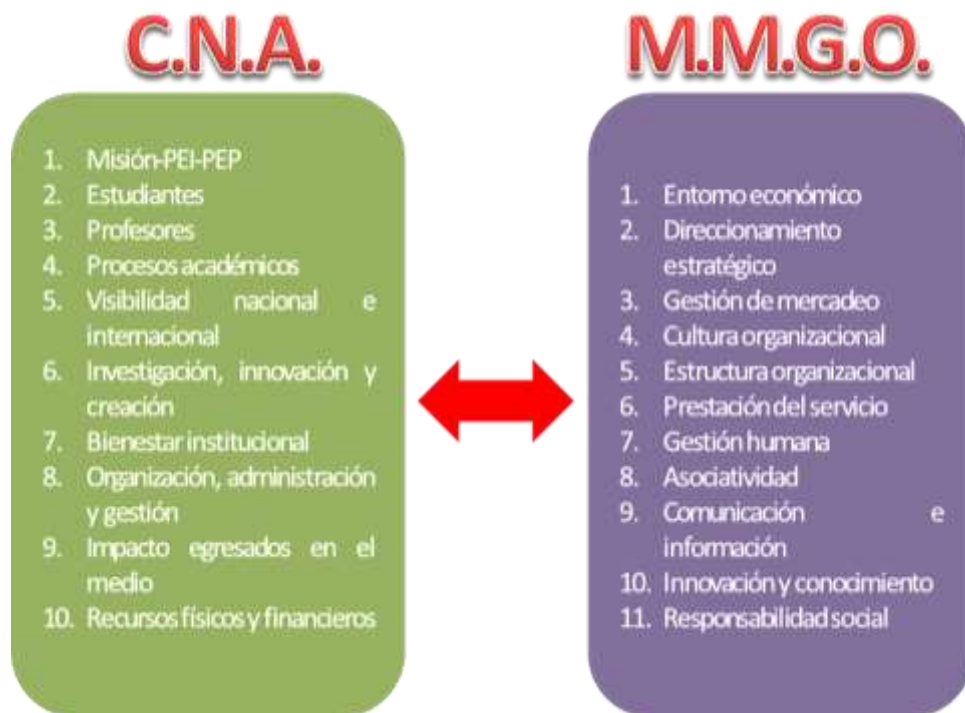 C.N.A.
1. Misión-PEI-PEP
2. Estudiantes
3. Profesores
4. Procesos académicos
5. Visibilidad nacional e
internacional
6. Investigación, innovación y
creación
7. Bienestar institucional
8. Organización, administración
y gestión
9. Impacto egresados en el
medio
10. Recursos físicos y financieros
M.M.G.O.
1. Entorno económico
2. Direccionamiento
estratégico
3. Gestión de mercadeo
4. Cultura organizacional
5. Estructura organizacional
6. Prestación del servicio
7. Gestión humana
8. Asociatividad
9. Comunicación e
información
10. Innovación y conocimiento
11. Responsabilidad social